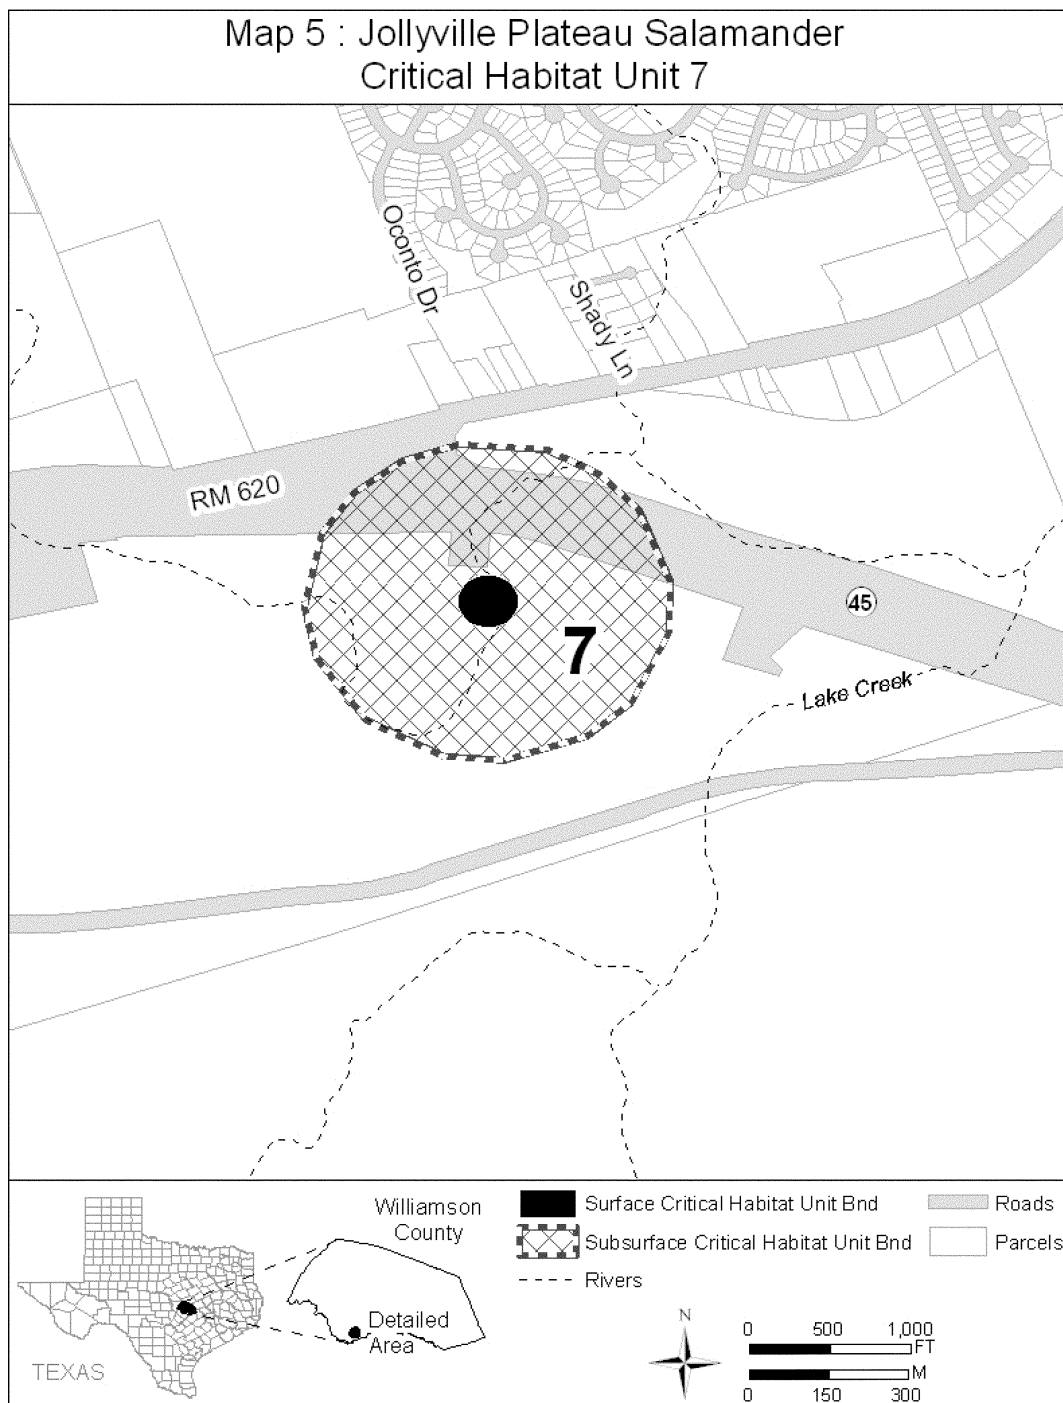 Map 5 : Jollyville Plateau Salamander
Critical Habitat Unit 7
Oconto Dr
Shady Ln
RM 620
45
7
Lake Creek
Williamson
County
Detailed
Area
TEXAS
Surface Critical Habitat Unit Bnd
Subsurface Critical Habitat Unit Bnd
Rivers
Roads
Parcels
N
0 500 1,000
FT
M
0 150 300